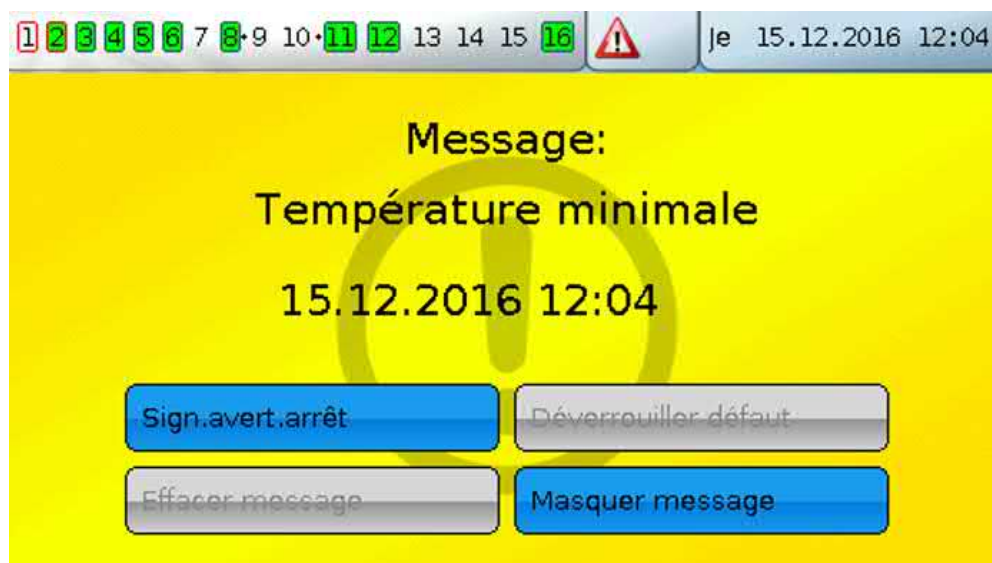 1 2 3 4 5 6 7 8·9 10·11 12 13 14 15 16 Je 15.12.2016 12:04
Message:
Température minimale
15.12.2016 12:04
Sign.avert.arrêt Déverrouiller défaut
Effacer message Masquer message